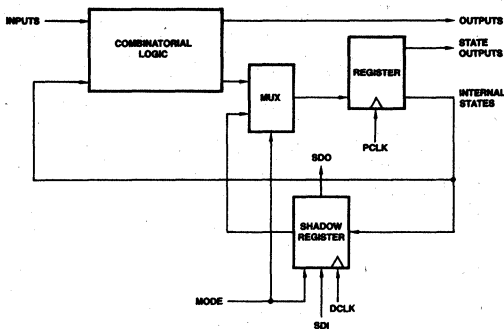 INPUTS
COMBINATORIAL
LOGIC
OUTPUTS
STATE
OUTPUTS
REGISTER
MUX
INTERNAL
STATES
PCLK
SDO
SHADOW
REGISTER
MODE
DCLK
SDI